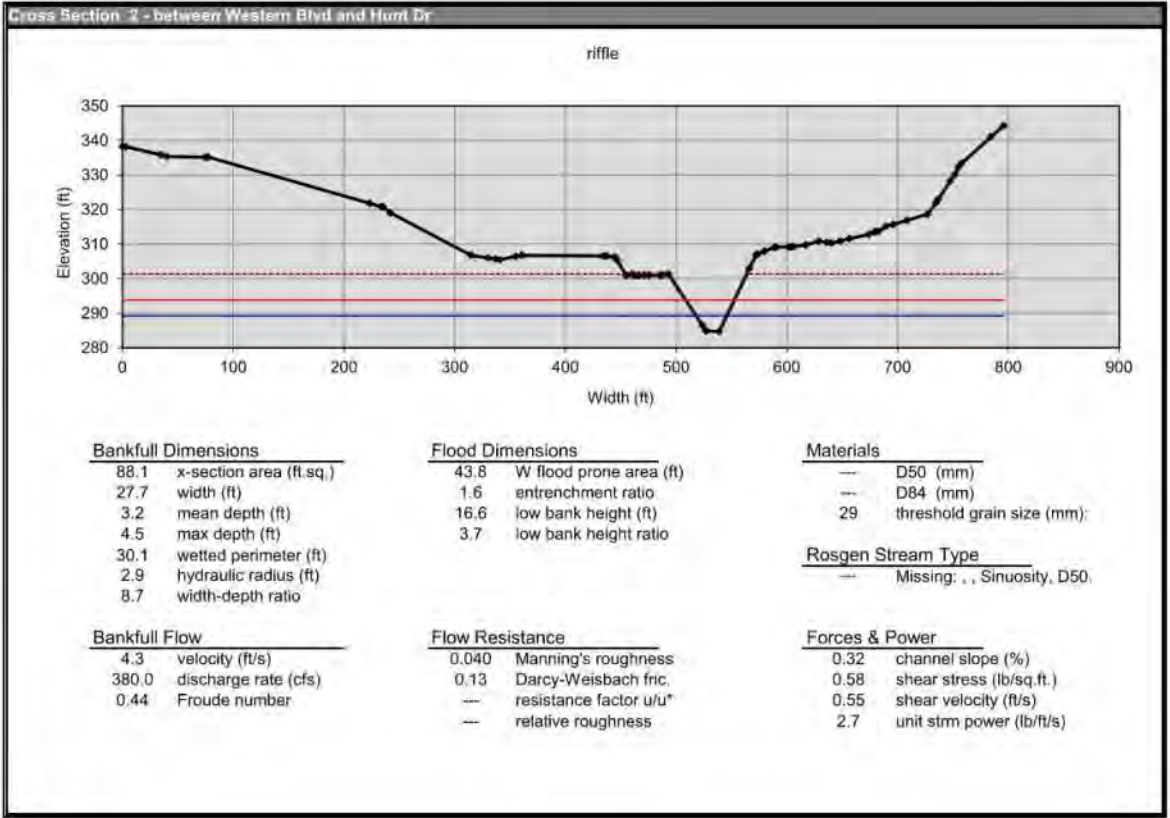 Cross Section 2 - between Western Blvd and Hunt Dr
riffle
350
340
330
320
310
300
290
280
Elevation (ft)
0 100 200 300 400 500 600 700 800 900
Width (ft)
Bankfull Dimensions
88.1 x-section area (ft.sq.)
27.7 width (ft)
3.2 mean depth (ft)
4.5 max depth (ft)
30.1 wetted perimeter (ft)
2.9 hydraulic radius (ft)
8.7 width-depth ratio
Flood Dimensions
43.8 W flood prone area (ft)
1.6 entrenchment ratio
16.6 low bank height (ft)
3.7 low bank height ratio
Materials
--- D50 (mm)
--- D84 (mm)
29 threshold grain size (mm):
Rosgen Stream Type
--- Missing: , , Sinuosity, D50.
Bankfull Flow
4.3 velocity (ft/s)
380.0 discharge rate (cfs)
0.44 Froude number
Flow Resistance
0.040 Manning's roughness
0.13 Darcy-Weisbach fric.
--- resistance factor u/u*
--- relative roughness
Forces & Power
0.32 channel slope (%)
0.58 shear stress (lb/sq.ft.)
0.55 shear velocity (ft/s)
2.7 unit strm power (lb/ft/s)